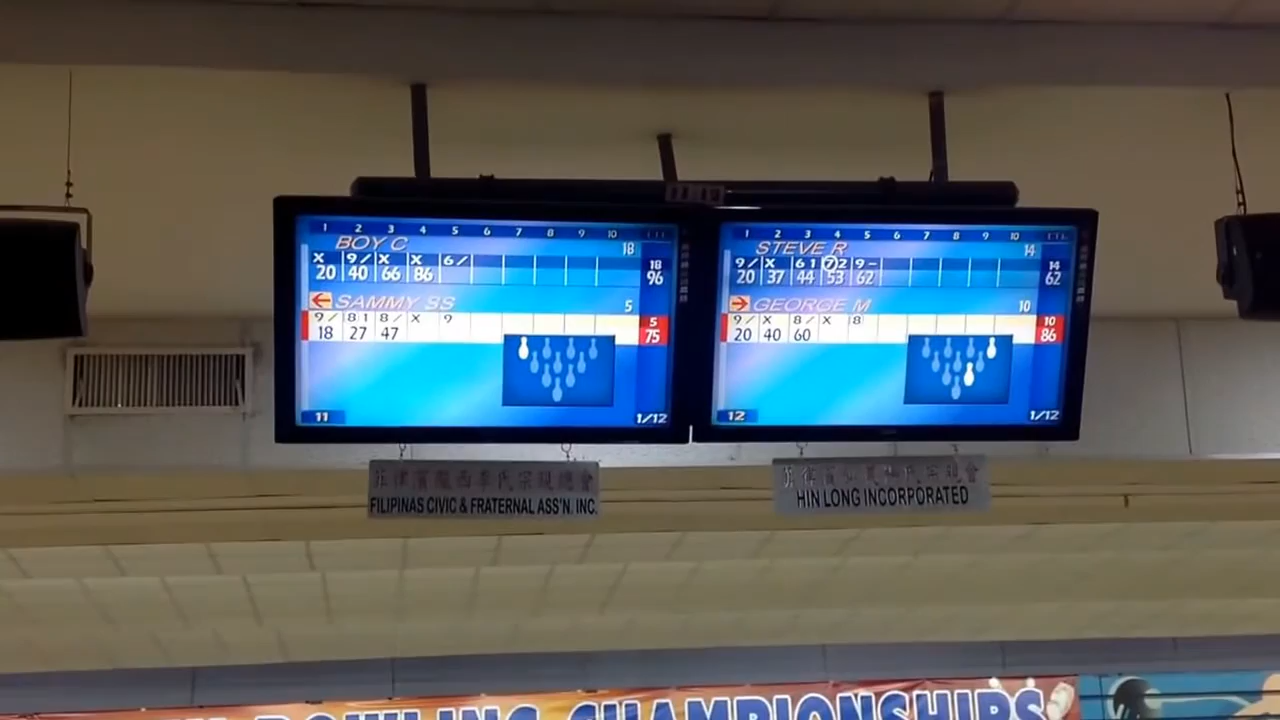 1 2 3 4 5 6 7 8 9 10
BOY C 18
X 9/ X X 6/ 18
20 40 66 86 96
SAMMY SS 5
9/ 81 8/ X 9 5
18 27 47 75
11 1/12
1 2 3 4 5 6 7 8 9 10
STEVE R 14
9/ X 61 ⑦2 9- 14
20 37 44 53 62 62
GEORGE M 10
9/ X 8/ X 8 10
20 40 60 86
12 1/12
FILIPINAS CIVIC & FRATERNAL ASS'N. INC.
HIN LONG INCORPORATED
BOWLING CHAMPIONSHIPS